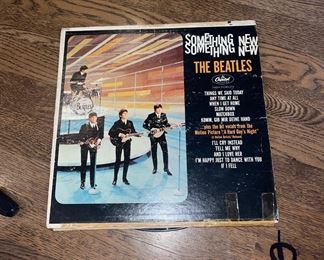 SOMETHING NEW
SOMETHING NEW
THE BEATLES
Capitol
THINGS WE SAID TODAY
ANY TIME AT ALL
WHEN I GET HOME
SLOW DOWN
MATCHBOX
KOMM, GIB MIR DEINE HAND
...plus the hit vocals from the
Motion Picture "A Hard Day's Night"
I'LL CRY INSTEAD
TELL ME WHY
AND I LOVE HER
I'M HAPPY JUST TO DANCE WITH YOU
IF I FELL
THE
BEATLES